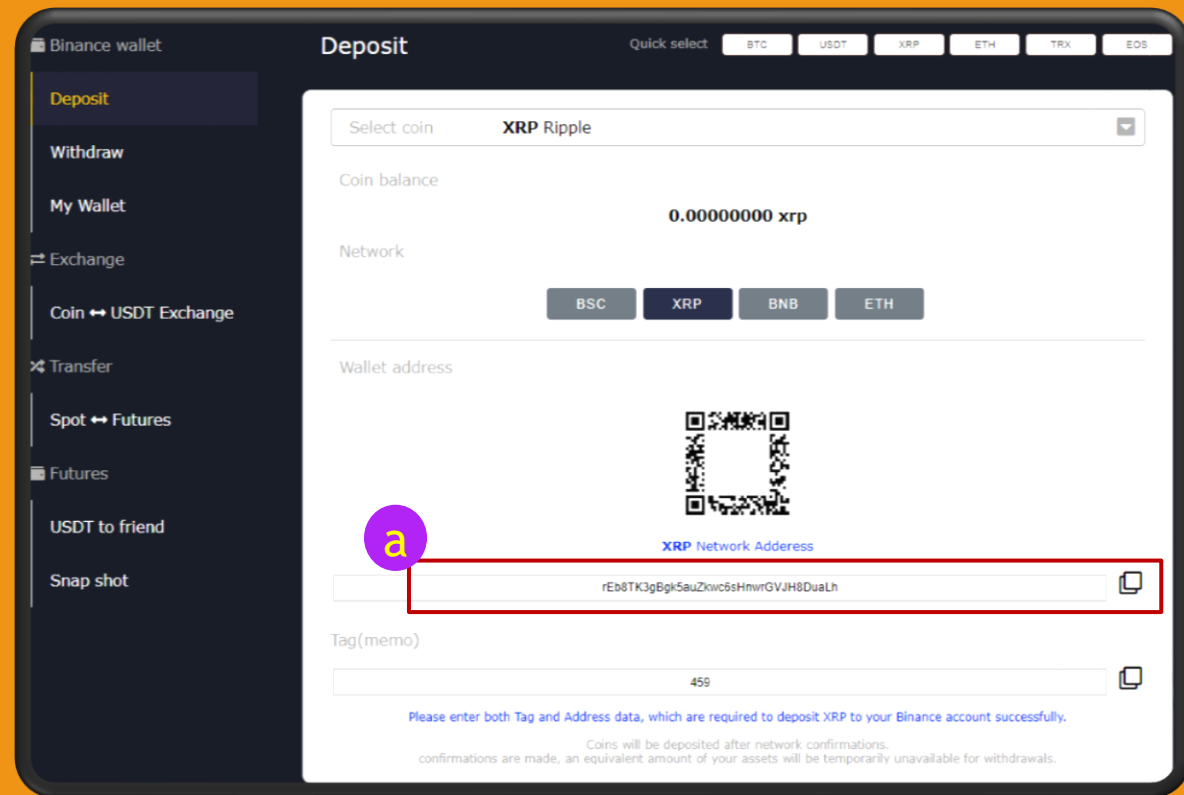 Binance wallet
Deposit
Withdraw
My Wallet
Exchange
Coin ↔ USDT Exchange
Transfer
Spot ↔ Futures
Futures
USDT to friend
Snap shot
Deposit
Quick select BTC USDT XRP ETH TRX EOS
Select coin XRP Ripple
Coin balance
0.00000000 xrp
Network
BSC XRP BNB ETH
Wallet address
a
XRP Network Adderess
rEb8TK3gBgk5auZkwc6sHnwrGVJH8DuaLh
Tag(memo)
459
Please enter both Tag and Address data, which are required to deposit XRP to your Binance account successfully.
Coins will be deposited after network confirmations.
confirmations are made, an equivalent amount of your assets will be temporarily unavailable for withdrawals.